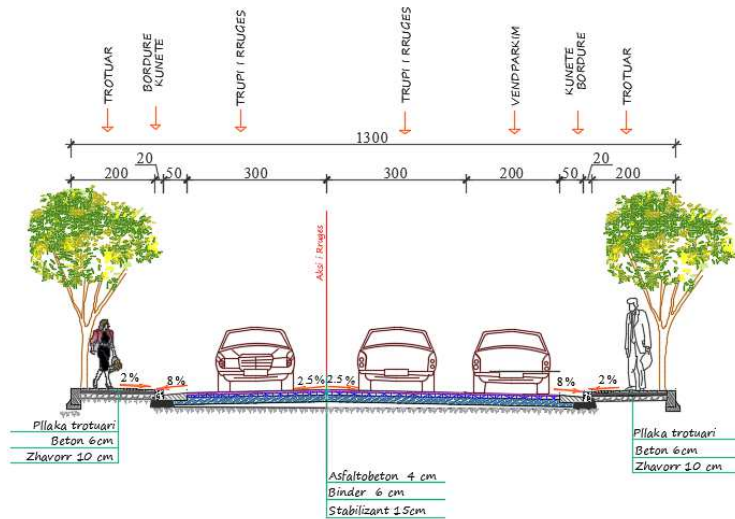 TROTUAR
BORDURE
KUNETE
TRUPI I RRUGES
TRUPI I RRUGES
VENDPARKIM
KUNETE
BORDURE
TROTUAR
1300
200
20
50
300
300
200
50
20
200
Aksi i Rruges
2%
8%
2.5%
2.5%
8%
2%
Pllaka trotuari
Beton 6cm
Zhavorr 10 cm
Asfaltobeton 4 cm
Binder 6 cm
Stabilizant 15cm
Pllaka trotuari
Beton 6cm
Zhavorr 10 cm